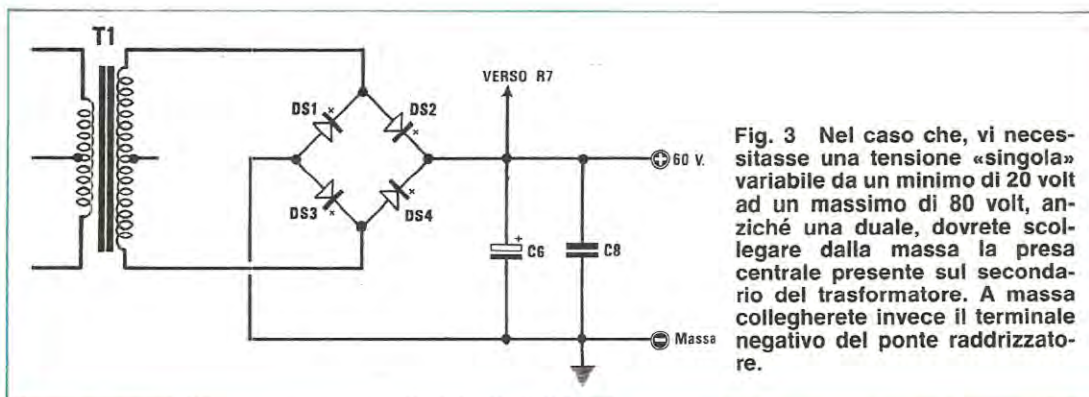 T1
DS1
DS2
DS3
DS4
VERSO R7
+
C6
C8
+ 60 V.
- Massa
Fig. 3 Nel caso che, vi neces-
sitasse una tensione «singola»
variabile da un minimo di 20 volt
ad un massimo di 80 volt, an-
ziché una duale, dovrete scol-
legare dalla massa la presa
centrale presente sul seconda-
rio del trasformatore. A massa
collegherete invece il terminale
negativo del ponte raddrizzato-
re.